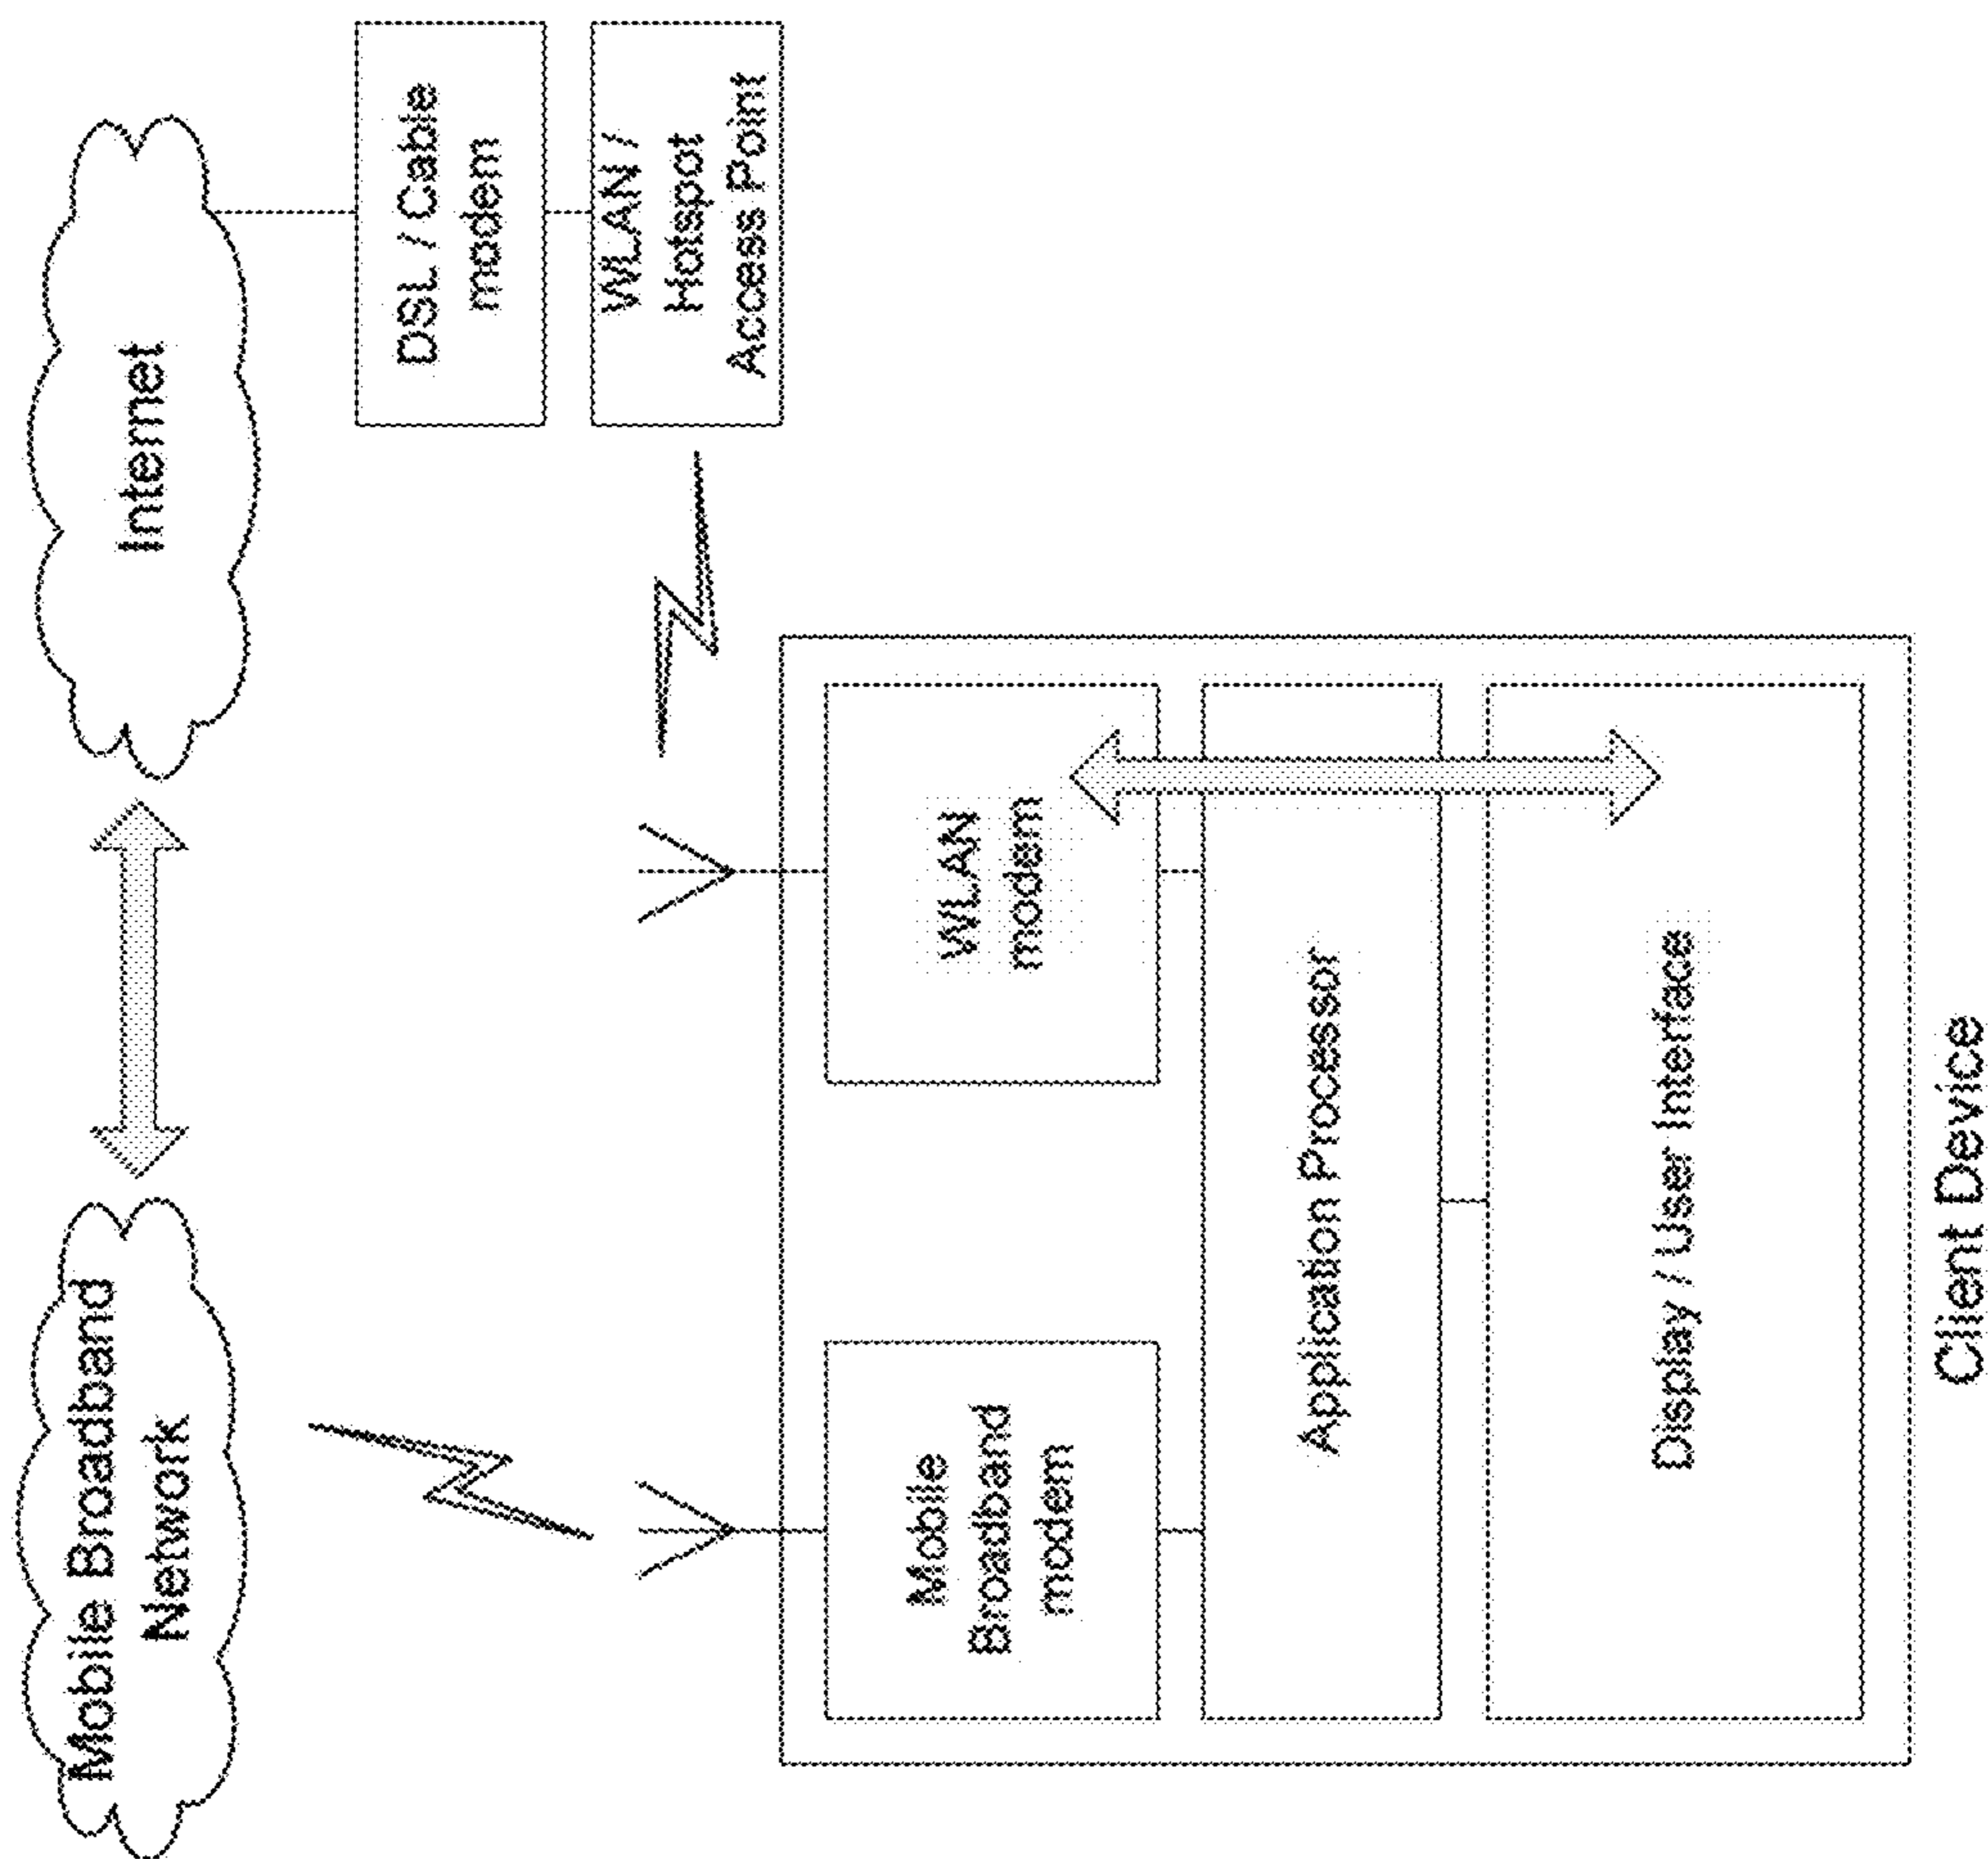 Mobile Broadband
Network
Internet
DSL / Cable
modem
WLAN /
Hotspot
Access Point
Mobile
Broadband
modem
WLAN
modem
Application Processor
Display / User Interface
Client Device